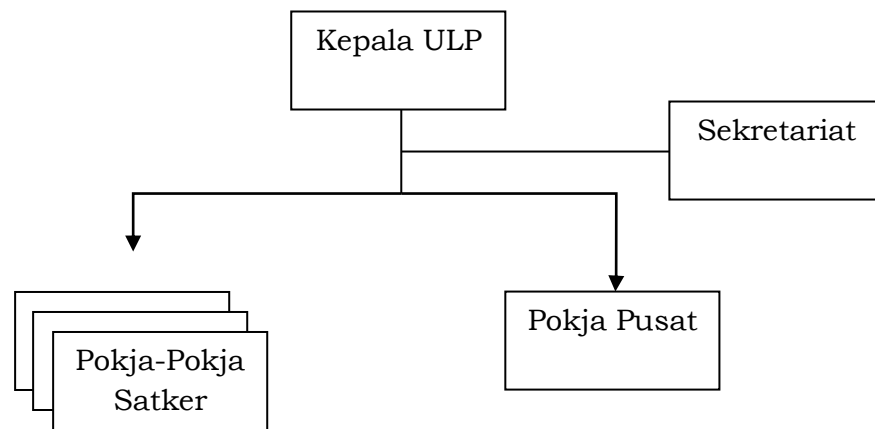 Kepala ULP
Sekretariat
Pokja Pusat
Pokja-Pokja
Satker